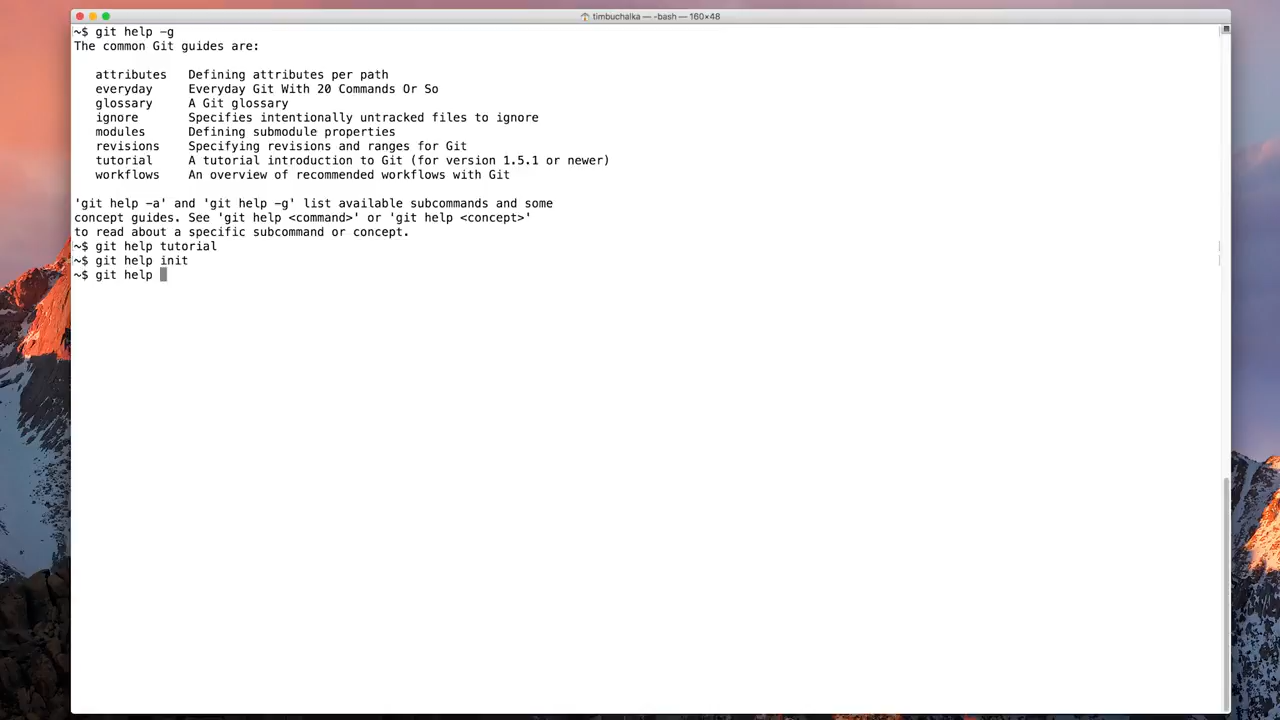 timbuchalka — -bash — 160×48
~$ git help -g
The common Git guides are:
attributes Defining attributes per path
everyday Everyday Git With 20 Commands Or So
glossary A Git glossary
ignore Specifies intentionally untracked files to ignore
modules Defining submodule properties
revisions Specifying revisions and ranges for Git
tutorial A tutorial introduction to Git (for version 1.5.1 or newer)
workflows An overview of recommended workflows with Git
'git help -a' and 'git help -g' list available subcommands and some
concept guides. See 'git help <command>' or 'git help <concept>'
to read about a specific subcommand or concept.
~$ git help tutorial
~$ git help init
~$ git help